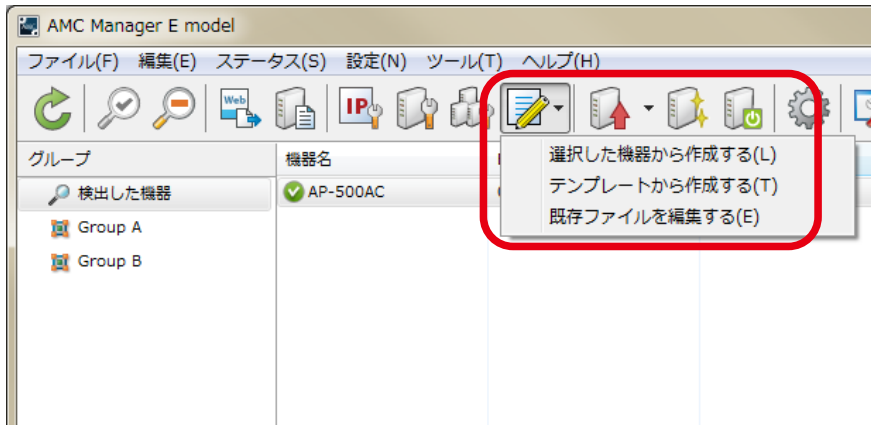 AMC Manager E model
ファイル(F) 編集(E) ステータス(S) 設定(N) ツール(T) ヘルプ(H)
Web
IP
グループ 機器名
選択した機器から作成する(L)
検出した機器 AP-500AC
テンプレートから作成する(T)
Group A
既存ファイルを編集する(E)
Group B